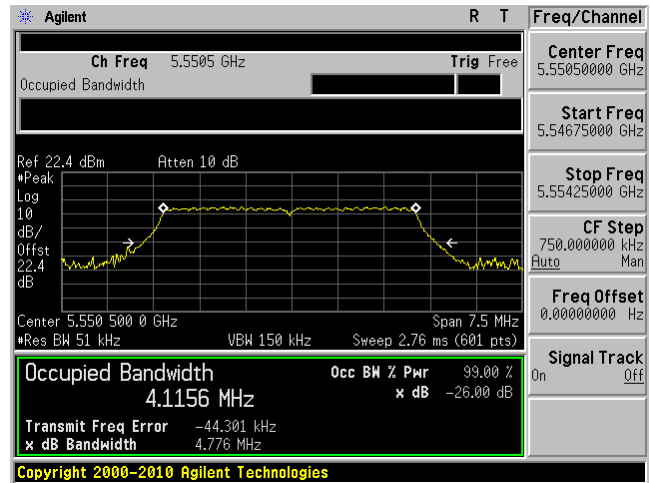 Agilent R T Freq/Channel
Ch Freq 5.5505 GHz Trig Free
Occupied Bandwidth
Center Freq
5.55050000 GHz
Start Freq
5.54675000 GHz
Stop Freq
5.55425000 GHz
CF Step
750.000000 kHz
Auto Man
Freq Offset
0.00000000 Hz
Signal Track
On Off
Ref 22.4 dBm Atten 10 dB
#Peak
Log
10
dB/
Offst
22.4
dB
Center 5.550 500 0 GHz Span 7.5 MHz
#Res BW 51 kHz VBW 150 kHz Sweep 2.76 ms (601 pts)
Occupied Bandwidth Occ BW % Pwr 99.00 %
4.1156 MHz x dB -26.00 dB
Transmit Freq Error -44.301 kHz
x dB Bandwidth 4.776 MHz
Copyright 2000-2010 Agilent Technologies